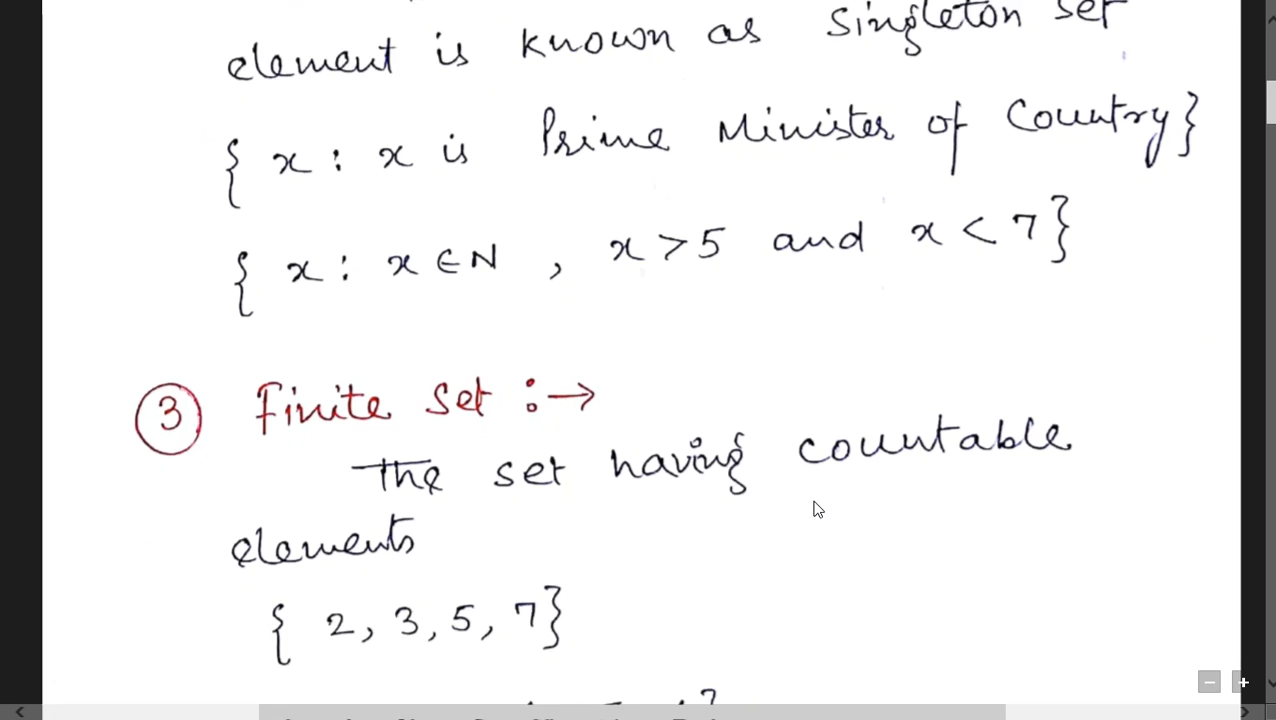 element is known as singleton set
{ x : x is Prime Minister of Country}
{ x : x ∈ N , x > 5 and x < 7}
③ finite set :→
The set having countable
elements
{ 2, 3, 5, 7}